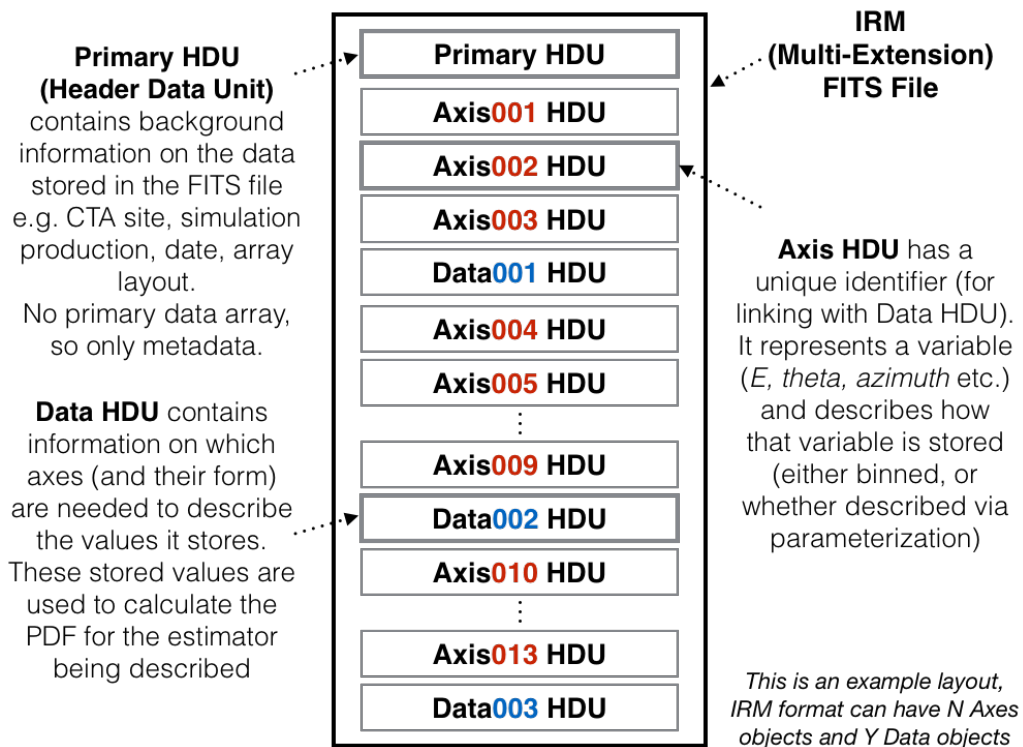 Primary HDU
(Header Data Unit)
contains background
information on the data
stored in the FITS file
e.g. CTA site, simulation
production, date, array
layout.
No primary data array,
so only metadata.
Data HDU contains
information on which
axes (and their form)
are needed to describe
the values it stores.
These stored values are
used to calculate the
PDF for the estimator
being described
Primary HDU
Axis001 HDU
Axis002 HDU
Axis003 HDU
Data001 HDU
Axis004 HDU
Axis005 HDU
Axis009 HDU
Data002 HDU
Axis010 HDU
Axis013 HDU
Data003 HDU
IRM
(Multi-Extension)
FITS File
Axis HDU has a
unique identifier (for
linking with Data HDU).
It represents a variable
(E, theta, azimuth etc.)
and describes how
that variable is stored
(either binned, or
whether described via
parameterization)
This is an example layout,
IRM format can have N Axes
objects and Y Data objects